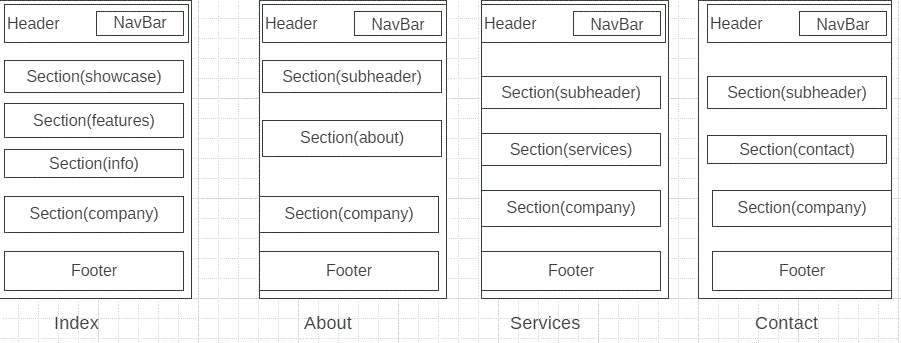 Header
NavBar
Section(showcase)
Section(features)
Section(info)
Section(company)
Footer
Index
Header
NavBar
Section(subheader)
Section(about)
Section(company)
Footer
About
Header
NavBar
Section(subheader)
Section(services)
Section(company)
Footer
Services
Header
NavBar
Section(subheader)
Section(contact)
Section(company)
Footer
Contact